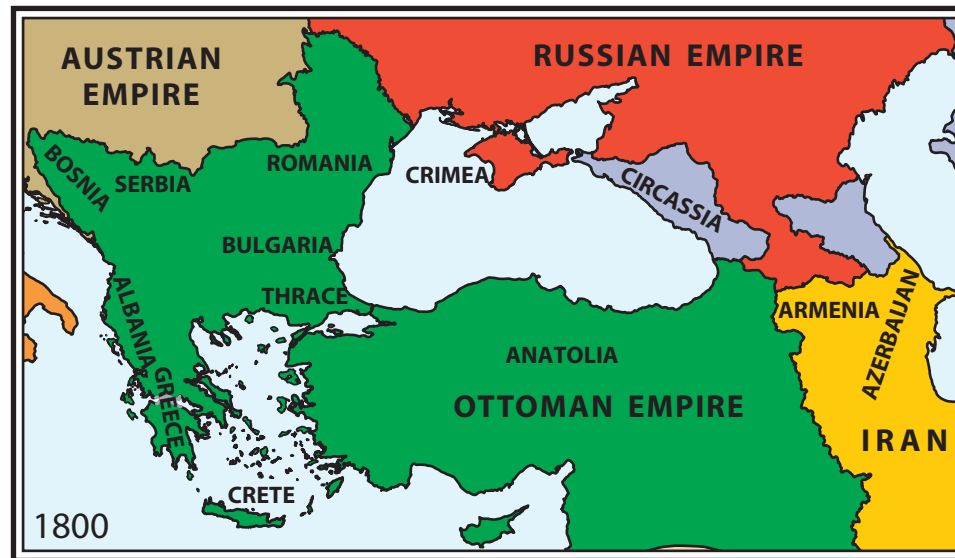 AUSTRIAN
EMPIRE
RUSSIAN EMPIRE
BOSNIA
SERBIA
ROMANIA
CRIMEA
CIRCASSIA
BULGARIA
THRACE
ALBANIA
GREECE
ARMENIA
AZERBAIJAN
ANATOLIA
OTTOMAN EMPIRE
IRAN
CRETE
1800